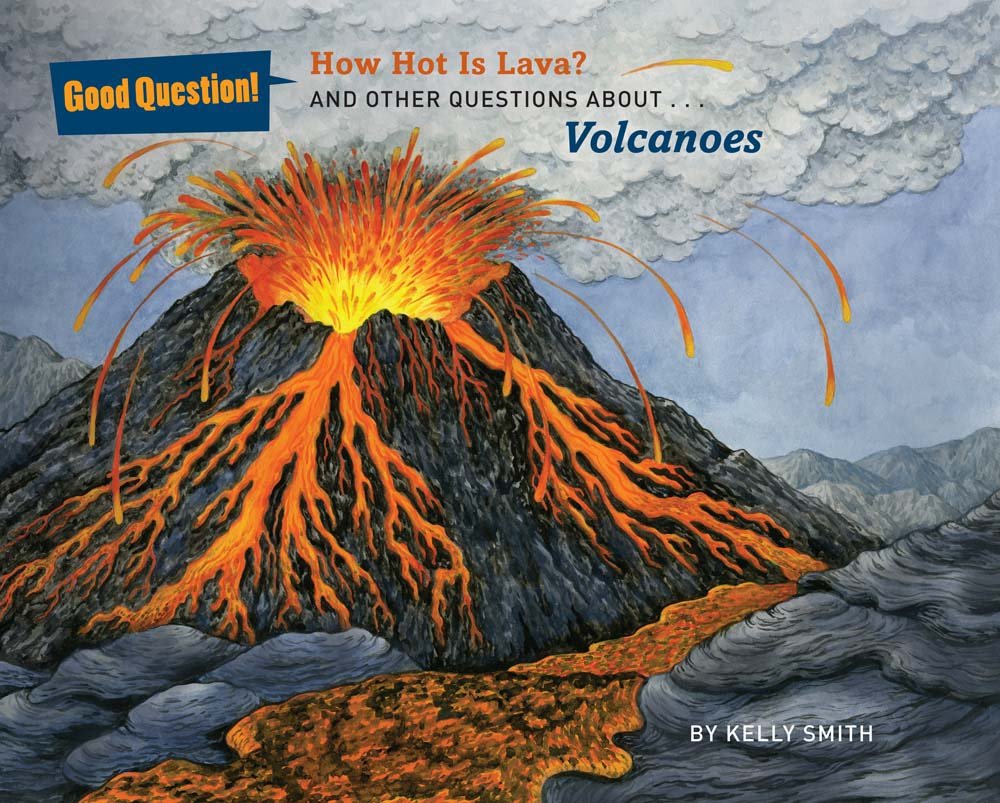 Good Question!
How Hot Is Lava?
AND OTHER QUESTIONS ABOUT . . .
Volcanoes
BY KELLY SMITH